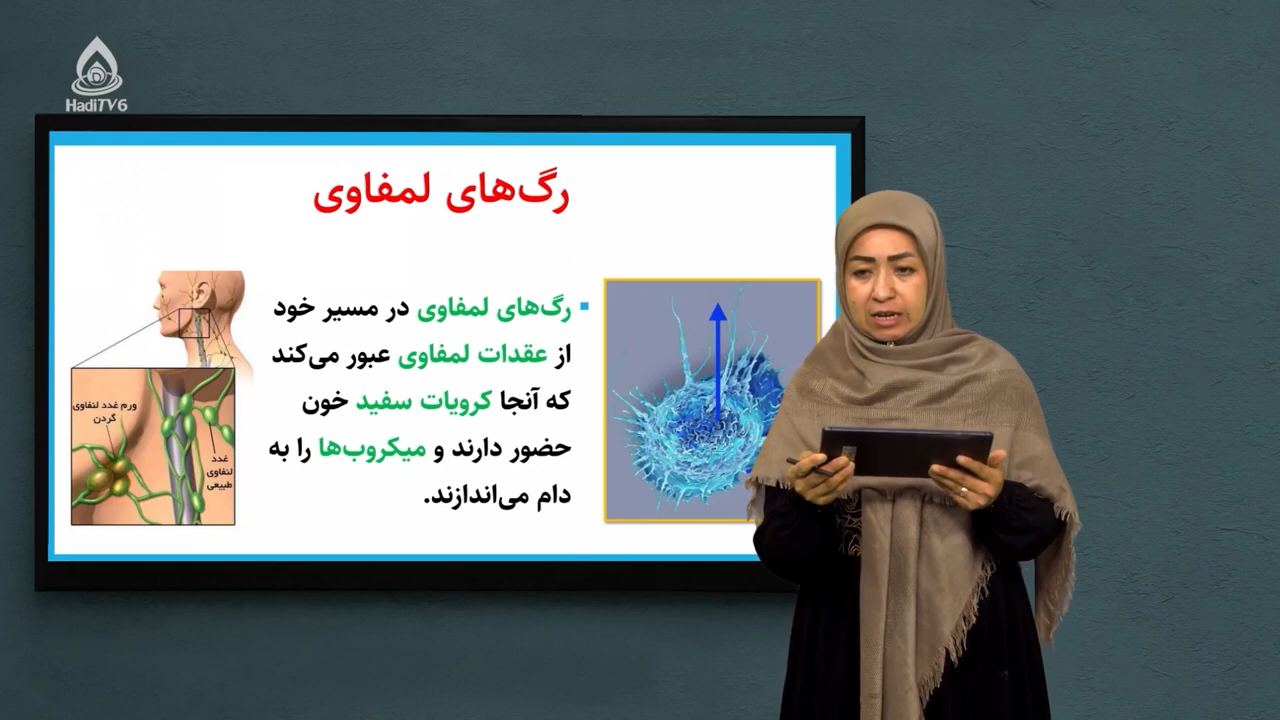 HadiTV6
رگ‌های لمفاوی
رگ‌های لمفاوی در مسیر خود
از عقدات لمفاوی عبور می‌کند
که آنجا کرویات سفید خون
حضور دارند و میکروب‌ها را به
دام می‌اندازند.
ورم غدد لنفاوی
گردن
غدد
لنفاوی
طبیعی